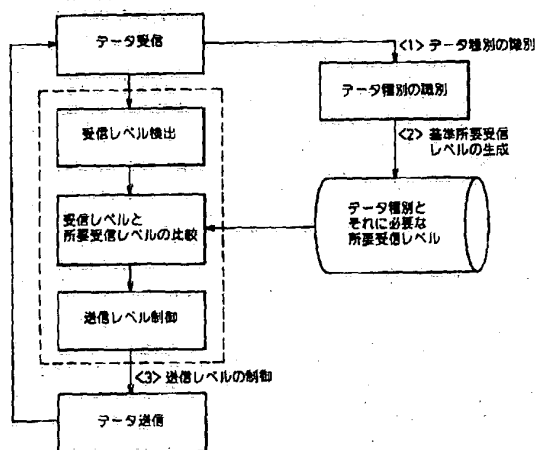 データ受信
<1> データ種別の識別
データ種別の識別
受信レベル検出
<2> 基準所要受信
レベルの生成
受信レベルと
所要受信レベルの比較
データ種別と
それに必要な
所要受信レベル
送信レベル制御
<3> 送信レベルの制御
データ送信